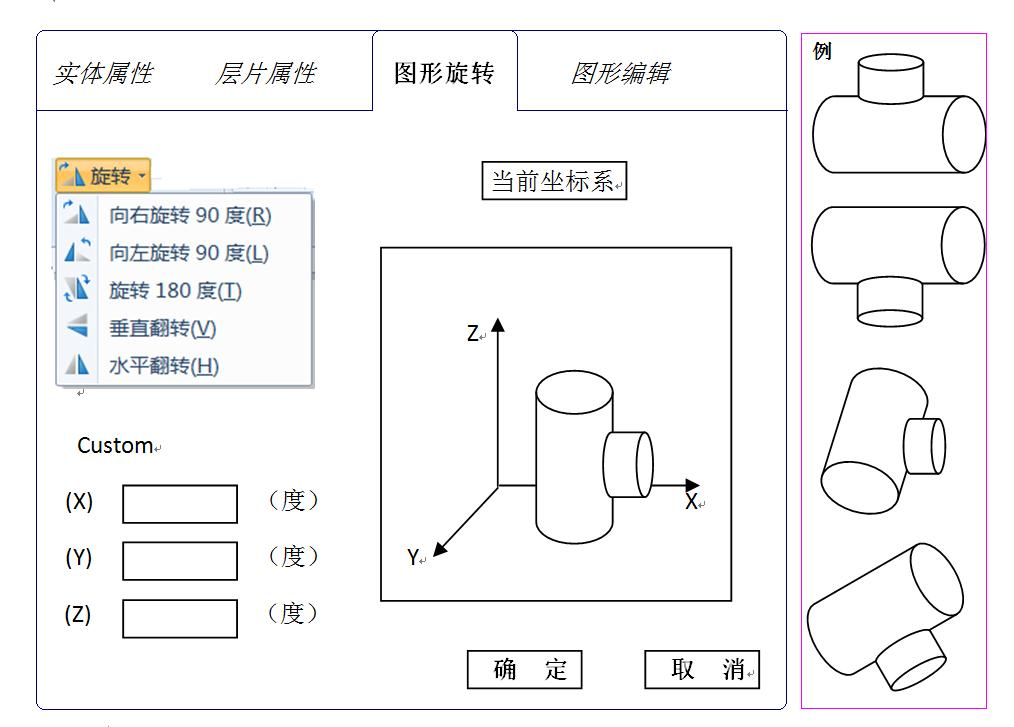 实体属性
层片属性
图形旋转
图形编辑
例
旋转
向右旋转 90 度(R)
向左旋转 90 度(L)
旋转 180 度(T)
垂直翻转(V)
水平翻转(H)
当前坐标系
Z
X
Y
Custom
(X) （度）
(Y) （度）
(Z) （度）
确 定
取 消